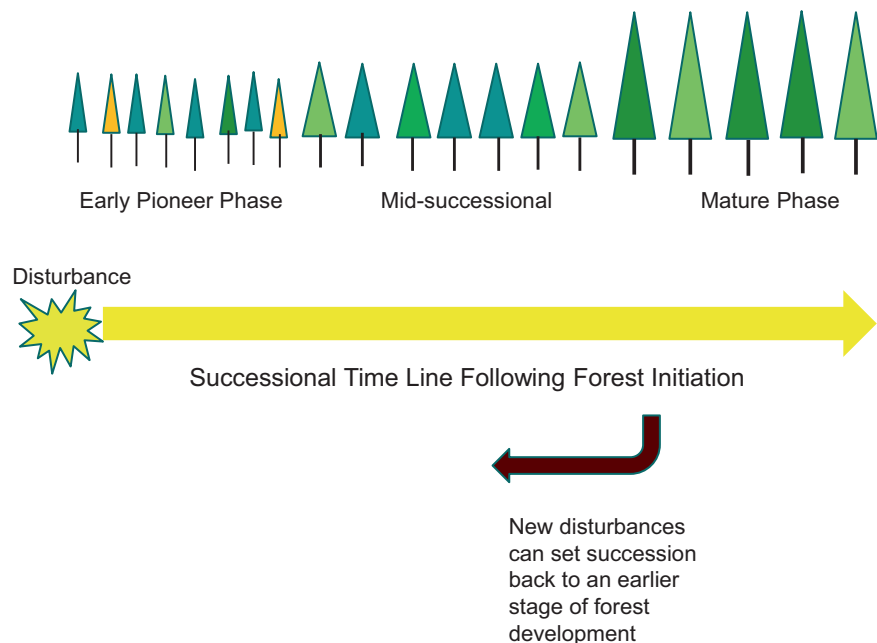 Early Pioneer Phase
Mid-successional
Mature Phase
Disturbance
Successional Time Line Following Forest Initiation
New disturbances
can set succession
back to an earlier
stage of forest
development